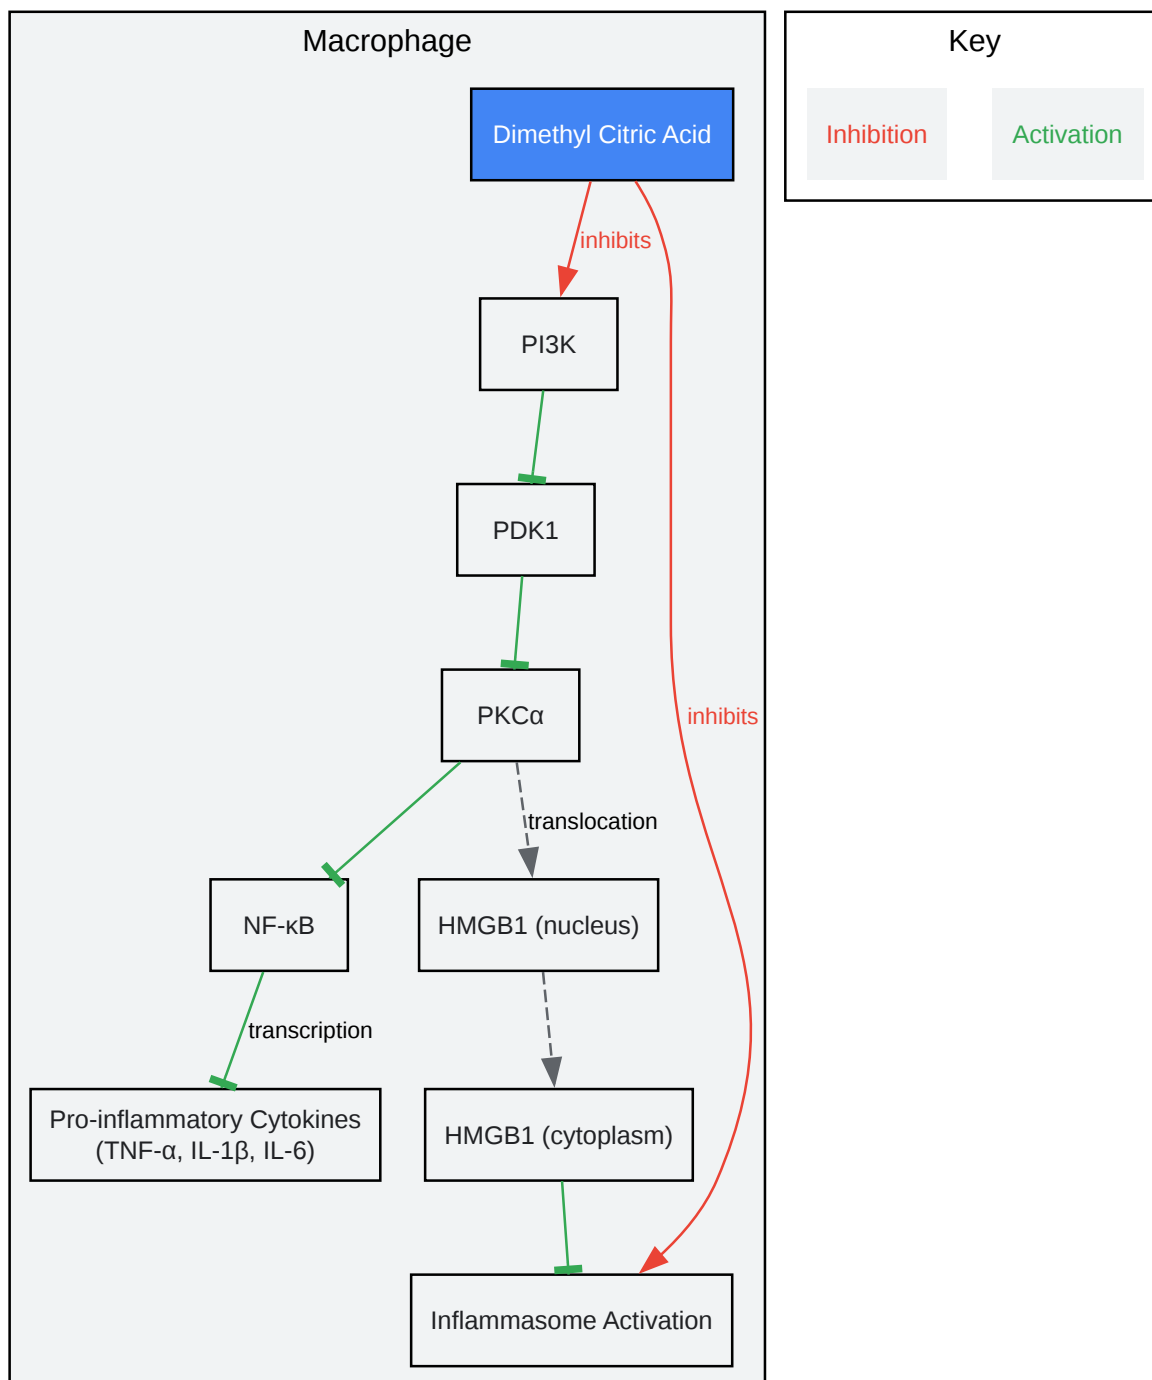 Macrophage
Key
Dimethyl Citric Acid
Inhibition
Activation
inhibits
PI3K
PDK1
PKCα
inhibits
translocation
NF-κB
HMGB1 (nucleus)
transcription
Pro-inflammatory Cytokines
(TNF-α, IL-1β, IL-6)
HMGB1 (cytoplasm)
Inflammasome Activation